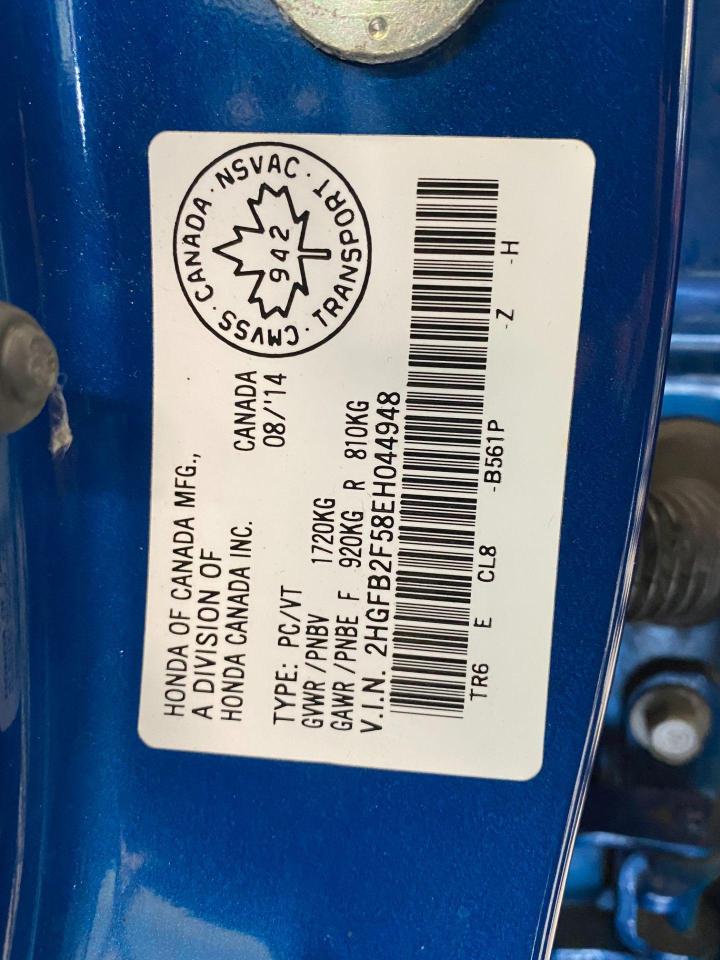 HONDA OF CANADA MFG.,
A DIVISION OF
HONDA CANADA INC.
CANADA
08/'14
CMVSS · CANADA · NSVAC · TRANSPORT ·
942
TYPE: PC/VT
GVWR /PNBV 1720KG
GAWR /PNBE F 920KG R 810KG
V.I.N. 2HGFB2F58EH044948
TR6 E CL8 -B561P -Z -H